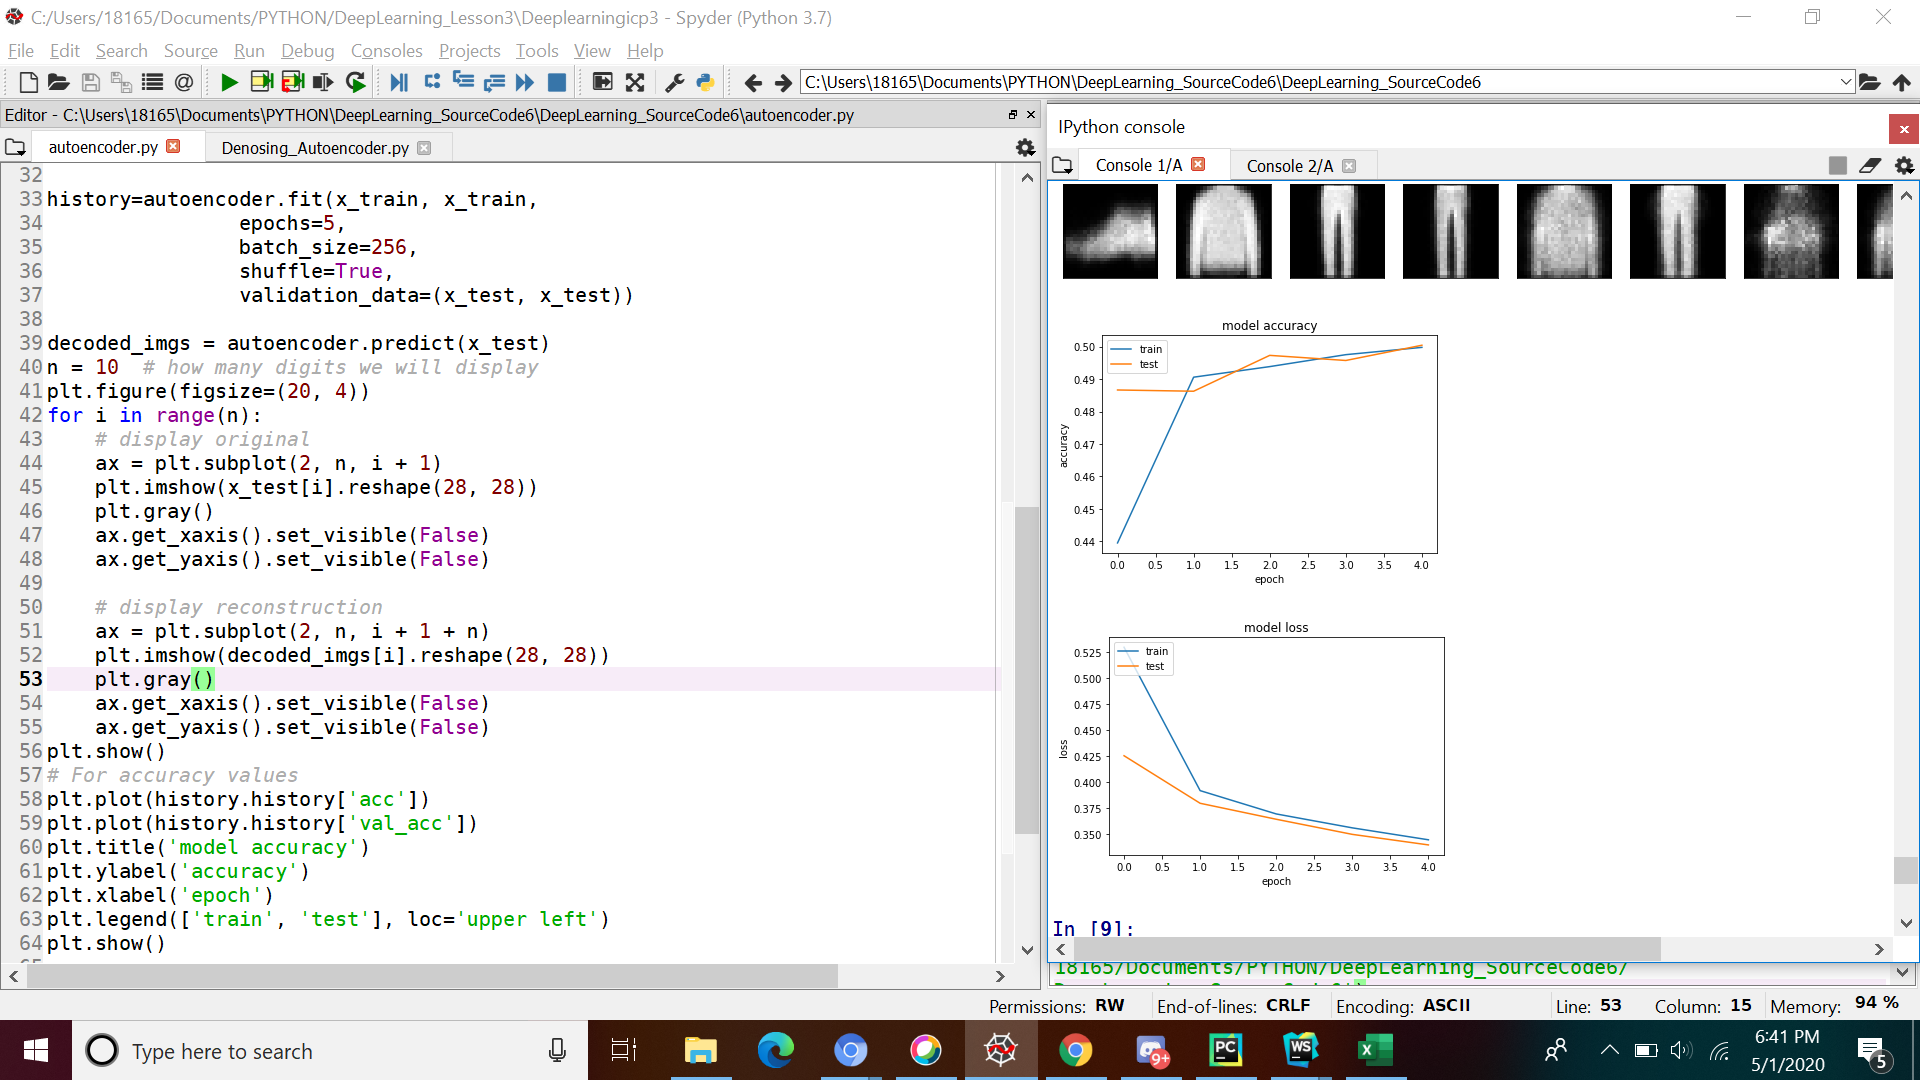 C:/Users/18165/Documents/PYTHON/DeepLearning_Lesson3\Deeplearningicp3 - Spyder (Python 3.7)
File Edit Search Source Run Debug Consoles Projects Tools View Help
C:\Users\18165\Documents\PYTHON\DeepLearning_SourceCode6\DeepLearning_SourceCode6
Editor - C:\Users\18165\Documents\PYTHON\DeepLearning_SourceCode6\DeepLearning_SourceCode6\autoencoder.py
autoencoder.py Denosing_Autoencoder.py
32
33 history=autoencoder.fit(x_train, x_train,
34 epochs=5,
35 batch_size=256,
36 shuffle=True,
37 validation_data=(x_test, x_test))
38
39 decoded_imgs = autoencoder.predict(x_test)
40 n = 10  # how many digits we will display
41 plt.figure(figsize=(20, 4))
42 for i in range(n):
43     # display original
44     ax = plt.subplot(2, n, i + 1)
45     plt.imshow(x_test[i].reshape(28, 28))
46     plt.gray()
47     ax.get_xaxis().set_visible(False)
48     ax.get_yaxis().set_visible(False)
49
50     # display reconstruction
51     ax = plt.subplot(2, n, i + 1 + n)
52     plt.imshow(decoded_imgs[i].reshape(28, 28))
53     plt.gray()
54     ax.get_xaxis().set_visible(False)
55     ax.get_yaxis().set_visible(False)
56 plt.show()
57 # For accuracy values
58 plt.plot(history.history['acc'])
59 plt.plot(history.history['val_acc'])
60 plt.title('model accuracy')
61 plt.ylabel('accuracy')
62 plt.xlabel('epoch')
63 plt.legend(['train', 'test'], loc='upper left')
64 plt.show()
IPython console
Console 1/A Console 2/A
model accuracy
train
test
0.50
0.49
0.48
0.47
0.46
0.45
0.44
accuracy
0.0 0.5 1.0 1.5 2.0 2.5 3.0 3.5 4.0
epoch
model loss
train
test
0.525
0.500
0.475
0.450
0.425
0.400
0.375
0.350
loss
0.0 0.5 1.0 1.5 2.0 2.5 3.0 3.5 4.0
epoch
In [9]:
18165/Documents/PYTHON/DeepLearning_SourceCode6/
Permissions: RW End-of-lines: CRLF Encoding: ASCII Line: 53 Column: 15 Memory: 94 %
Type here to search
9+
PC
WS
X
6:41 PM
5/1/2020
5